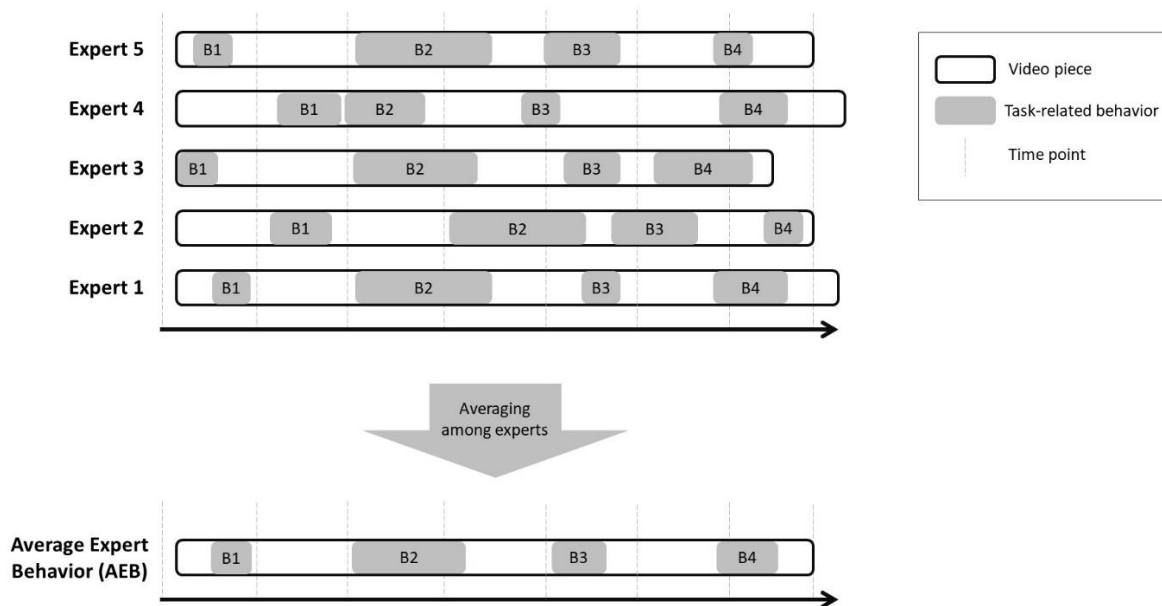 Expert 5
B1
B2
B3
B4
Video piece
Task-related behavior
Time point
Expert 4
B1
B2
B3
B4
Expert 3
B1
B2
B3
B4
Expert 2
B1
B2
B3
B4
Expert 1
B1
B2
B3
B4
Averaging
among experts
Average Expert
Behavior (AEB)
B1
B2
B3
B4